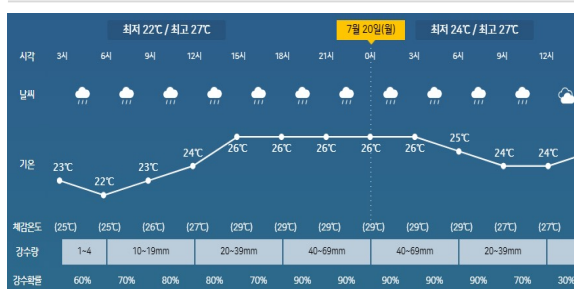 최저 22℃ / 최고 27℃ 7월 20일(월) 최저 24℃ / 최고 27℃
시각 3시 6시 9시 12시 15시 18시 21시 0시 3시 6시 9시 12시
날씨
기온 23℃ 22℃ 23℃ 24℃ 26℃ 26℃ 26℃ 26℃ 26℃ 25℃ 24℃ 24℃
체감온도 (25℃) (25℃) (26℃) (27℃) (29℃) (29℃) (29℃) (29℃) (29℃) (29℃) (27℃) (27℃)
강수량 1~4 10~19mm 20~39mm 40~69mm 40~69mm 20~39mm
강수확률 60% 70% 80% 80% 70% 90% 90% 90% 90% 90% 70% 30%